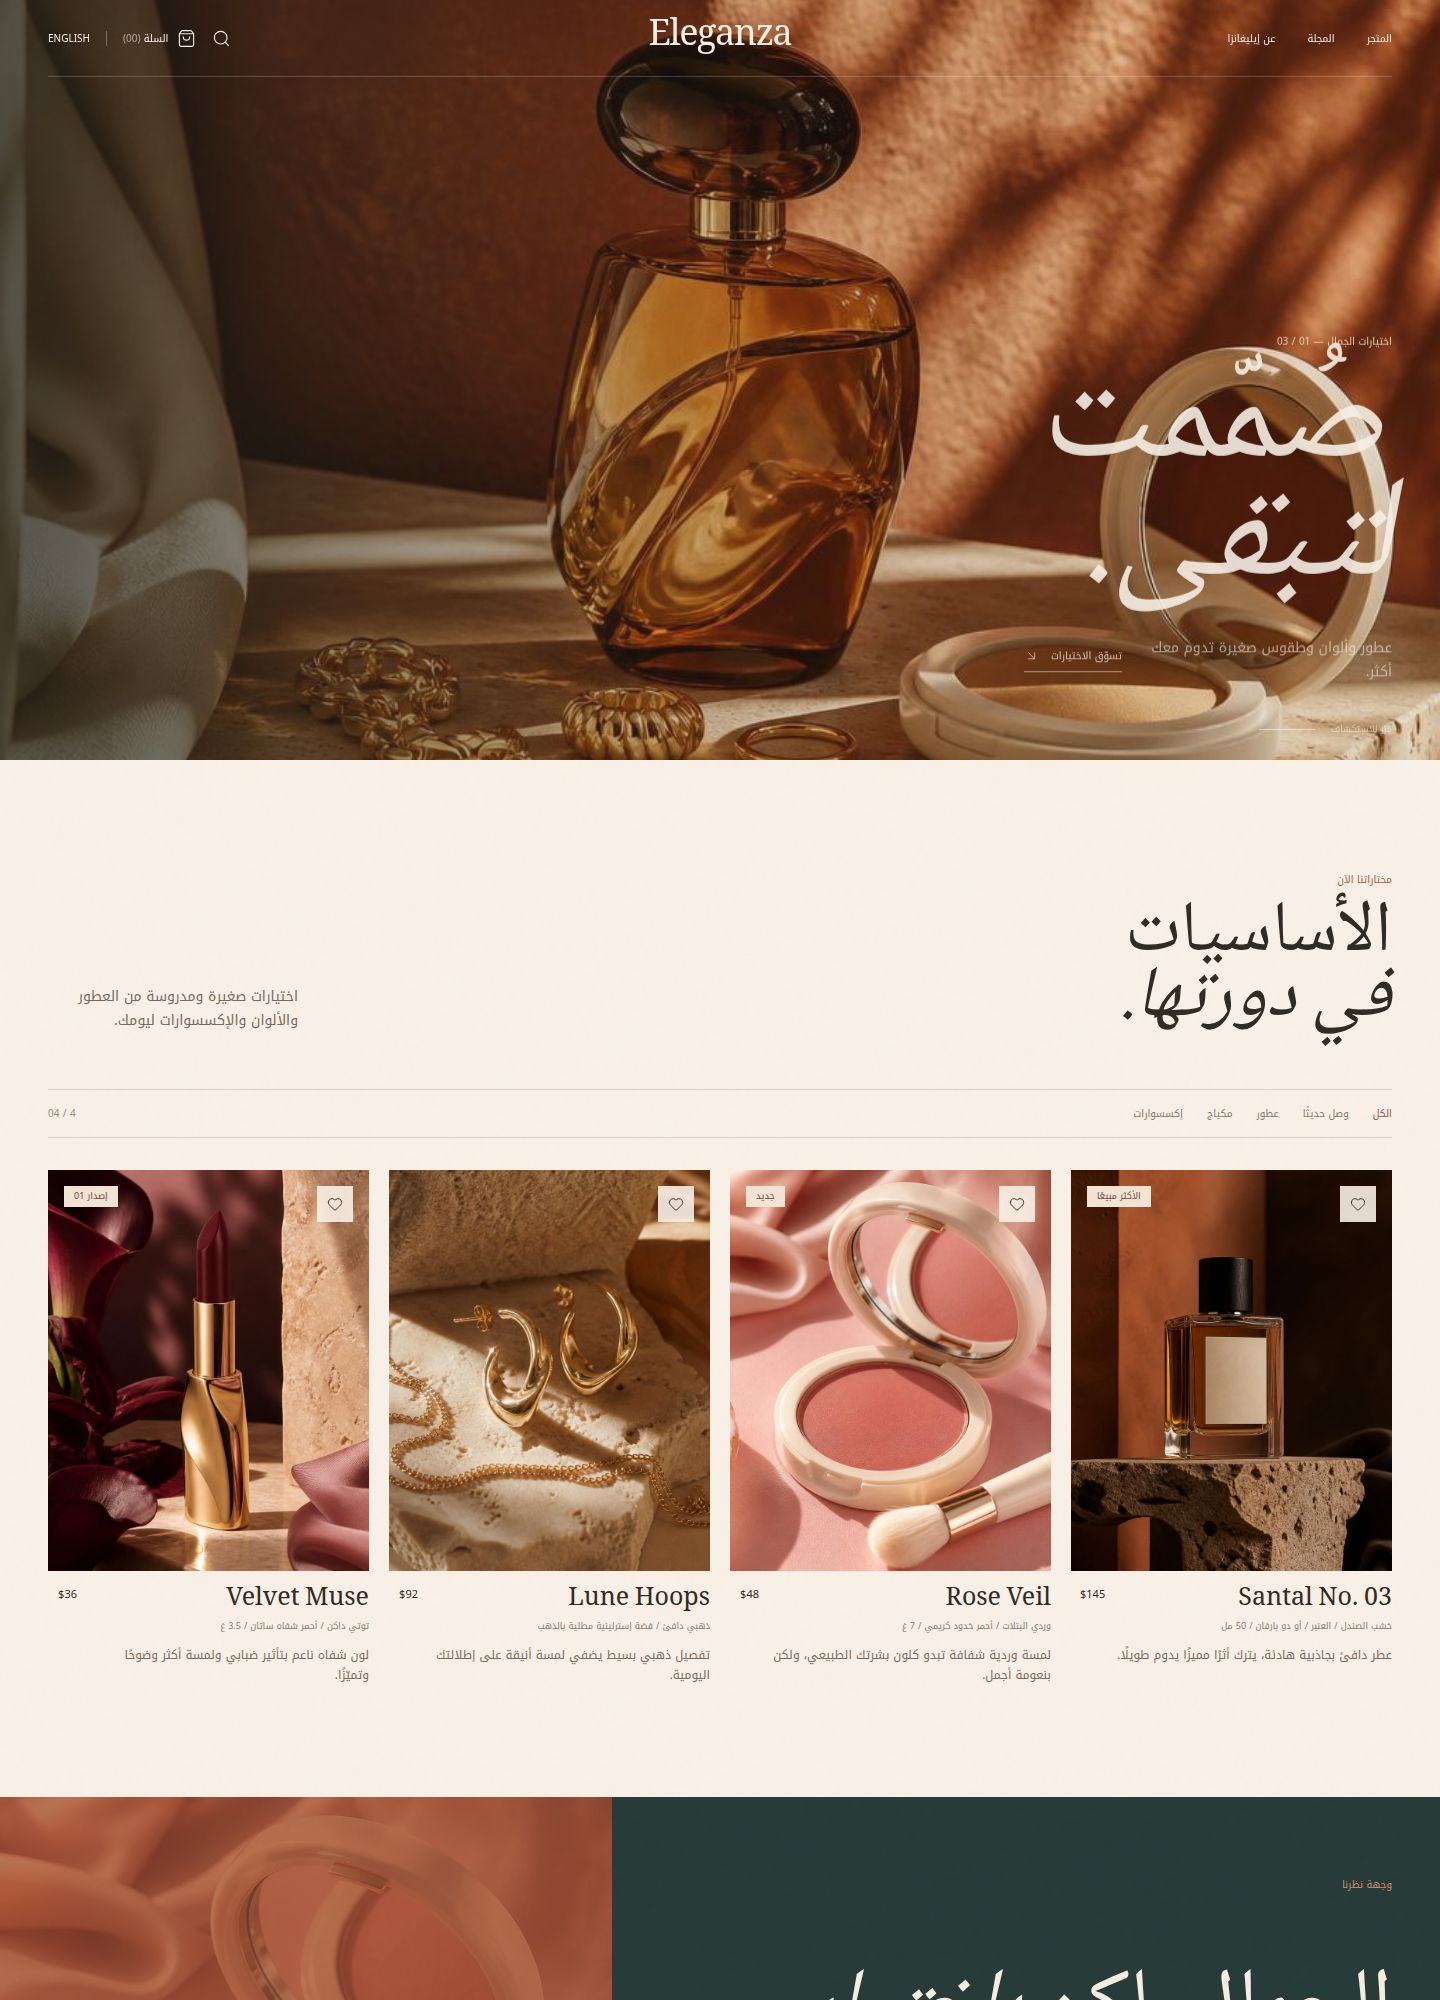 المتجر
المجلة
عن إيليغانزا
Eleganza
السلة (00)
ENGLISH
اختيارات الجمال — 01 / 03
صُمّمت
لتبقى.
عطور وألوان وطقوس صغيرة تدوم معك
أكثر.
تسوّق الاختيارات
مختاراتنا الآن
الأساسيات
في دورتها.
اختيارات صغيرة ومدروسة من العطور
والألوان والإكسسوارات ليومك.
الكل
وصل حديثًا
عطور
مكياج
إكسسوارات
4 / 04
الأكثر مبيعًا
جديد
إصدار 01
Santal No. 03
$145
خشب الصندل / العنبر / أو دو بارفان / 50 مل
عطر دافئ بجاذبية هادئة، يترك أثرًا مميزًا يدوم طويلًا.
Rose Veil
$48
وردي البتلات / أحمر خدود كريمي / 7 غ
لمسة وردية شفافة تبدو كلون بشرتك الطبيعي، ولكن
بنعومة أجمل.
Lune Hoops
$92
ذهبي دافئ / فضة إسترلينية مطلية بالذهب
تفصيل ذهبي بسيط يضفي لمسة أنيقة على إطلالتك
اليومية.
Velvet Muse
$36
توتي داكن / أحمر شفاه ساتان / 3.5 غ
لون شفاه ناعم بتأثير ضبابي ولمسة أكثر وضوحًا
وتميّزًا.
وجهة نظرنا